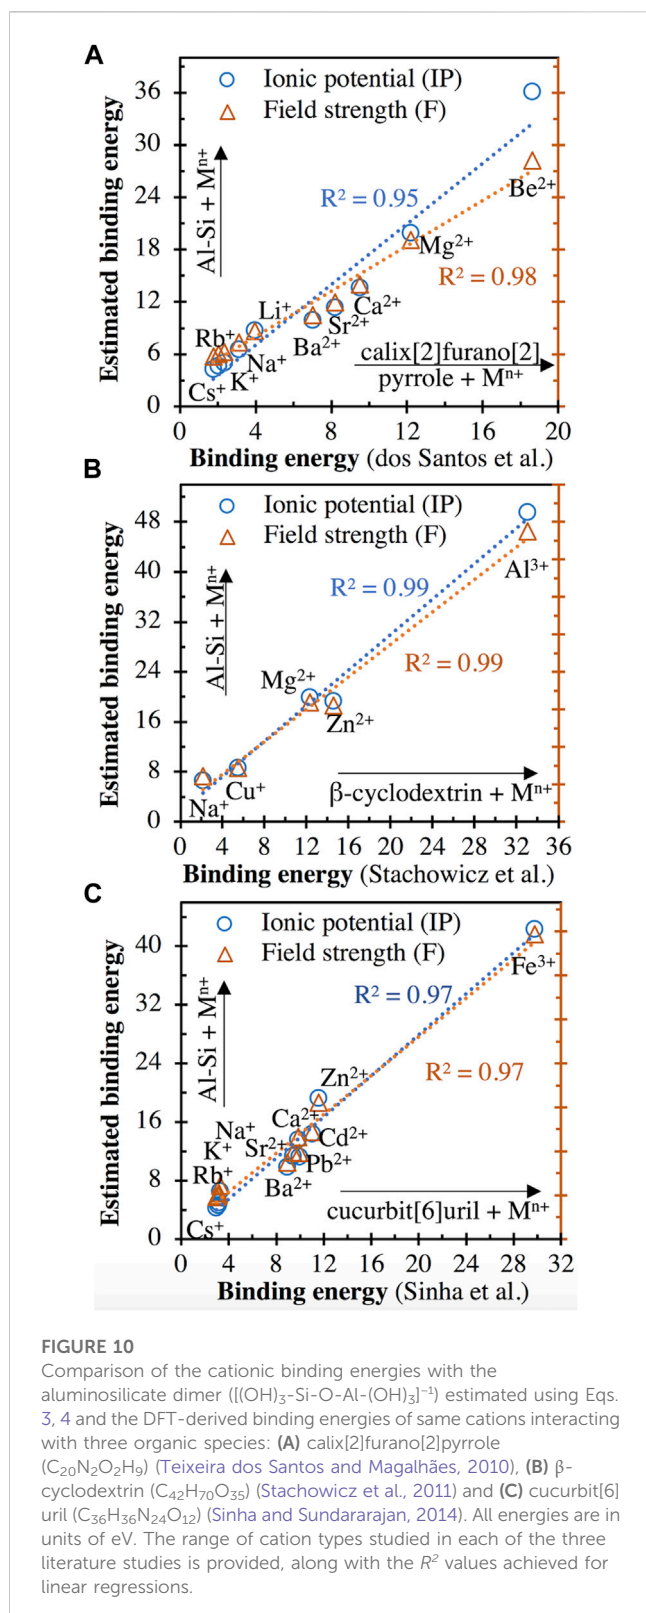 A
Ionic potential (IP)
Field strength (F)
Estimated binding energy
Al-Si + Mⁿ⁺
36
30
24
18
12
6
0
R² = 0.95
R² = 0.98
Be²⁺
Mg²⁺
Ca²⁺
Sr²⁺
Ba²⁺
Li⁺
Na⁺
Rb⁺
K⁺
Cs⁺
calix[2]furano[2]
pyrrole + Mⁿ⁺
0 4 8 12 16 20
Binding energy (dos Santos et al.)
B
Ionic potential (IP)
Field strength (F)
Estimated binding energy
Al-Si + Mⁿ⁺
48
40
32
24
16
8
0
R² = 0.99
R² = 0.99
Al³⁺
Mg²⁺
Zn²⁺
Cu⁺
Na⁺
β-cyclodextrin + Mⁿ⁺
0 4 8 12 16 20 24 28 32 36
Binding energy (Stachowicz et al.)
C
Ionic potential (IP)
Field strength (F)
Estimated binding energy
Al-Si + Mⁿ⁺
40
32
24
16
8
0
R² = 0.97
R² = 0.97
Fe³⁺
Zn²⁺
Ca²⁺
Na⁺
Cd²⁺
K⁺
Sr²⁺
Pb²⁺
Rb⁺
Ba²⁺
Cs⁺
cucurbit[6]uril + Mⁿ⁺
0 4 8 12 16 20 24 28 32
Binding energy (Sinha et al.)
FIGURE 10
Comparison of the cationic binding energies with the
aluminosilicate dimer ([(OH)₃-Si-O-Al-(OH)₃]⁻¹) estimated using Eqs.
3, 4 and the DFT-derived binding energies of same cations interacting
with three organic species: (A) calix[2]furano[2]pyrrole
(C₂₀N₂O₂H₉) (Teixeira dos Santos and Magalhães, 2010), (B) β-
cyclodextrin (C₄₂H₇₀O₃₅) (Stachowicz et al., 2011) and (C) cucurbit[6]
uril (C₃₆H₃₆N₂₄O₁₂) (Sinha and Sundararajan, 2014). All energies are in
units of eV. The range of cation types studied in each of the three
literature studies is provided, along with the R² values achieved for
linear regressions.